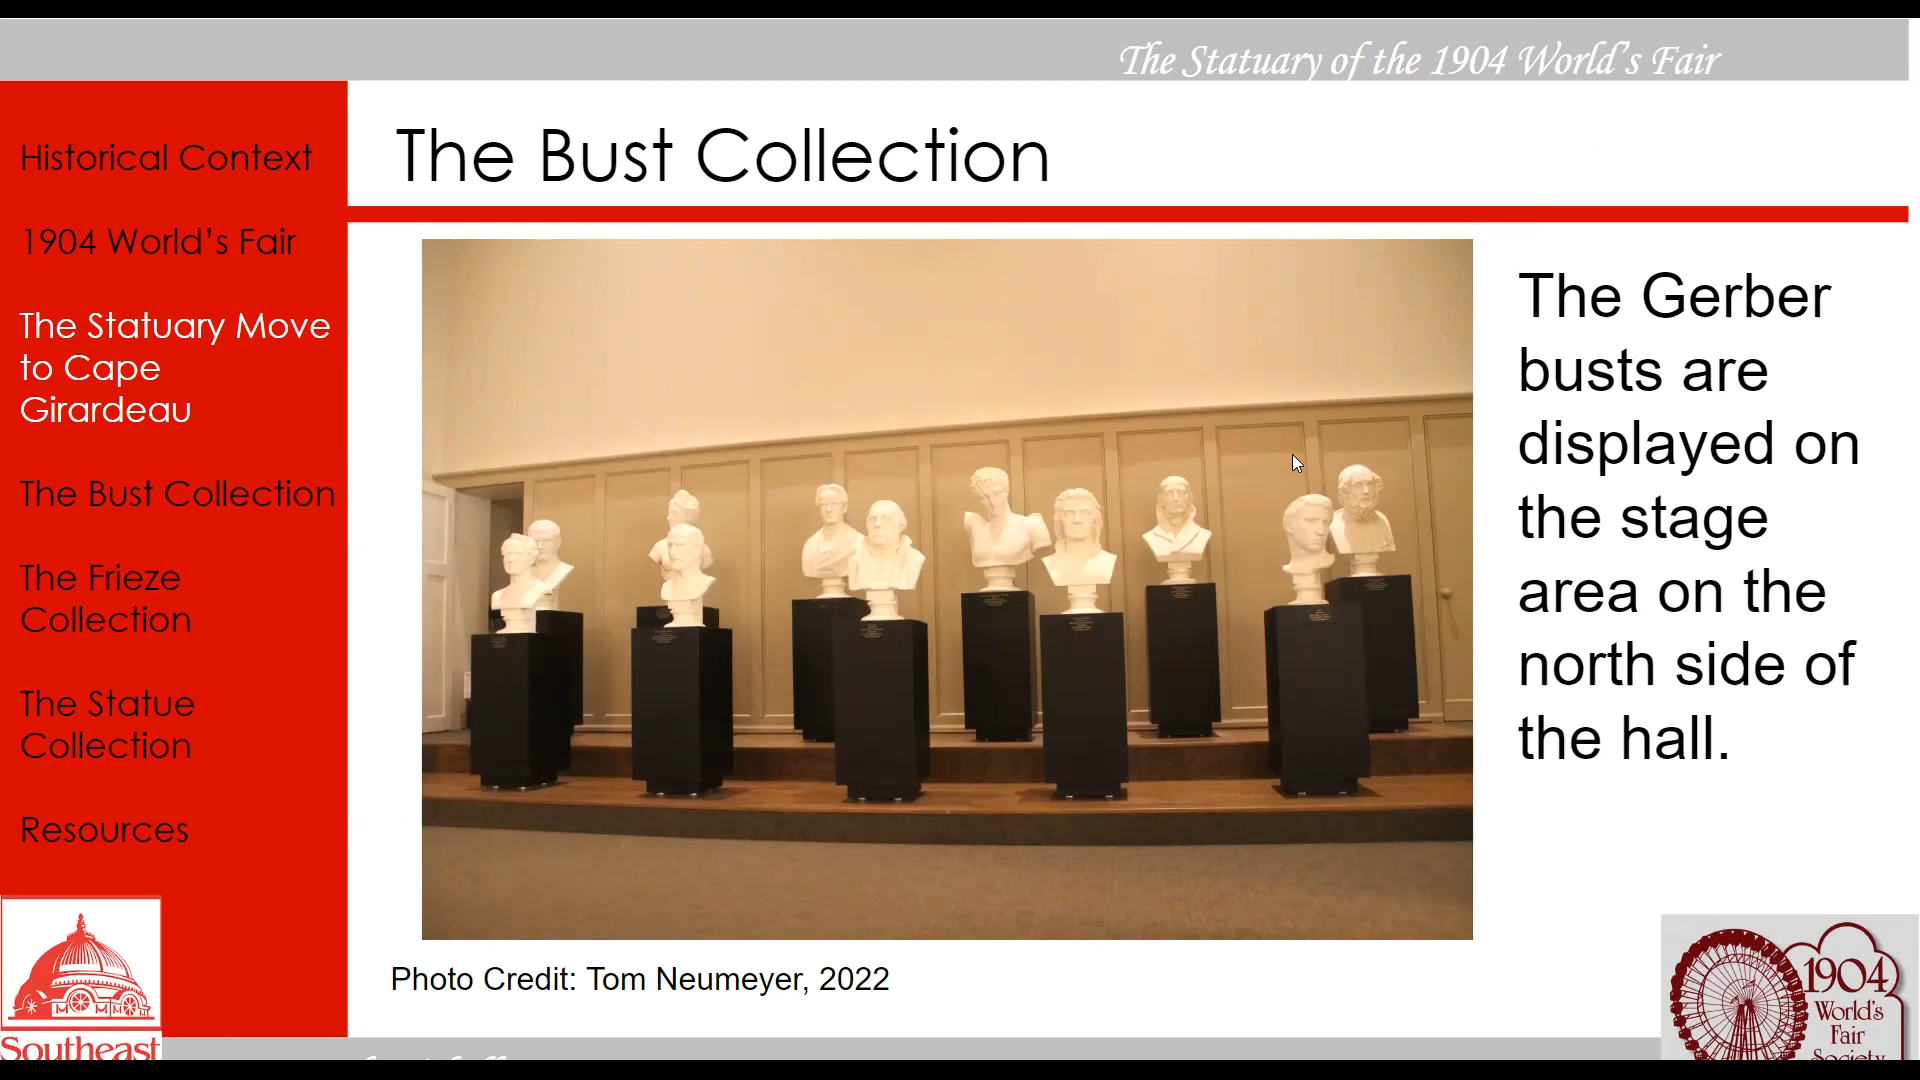 The Statuary of the 1904 World's Fair
Historical Context
1904 World's Fair
The Statuary Move
to Cape
Girardeau
The Bust Collection
The Frieze
Collection
The Statue
Collection
Resources
Southeast
The Bust Collection
The Gerber
busts are
displayed on
the stage
area on the
north side of
the hall.
Photo Credit: Tom Neumeyer, 2022
1904
World's
Fair
Society